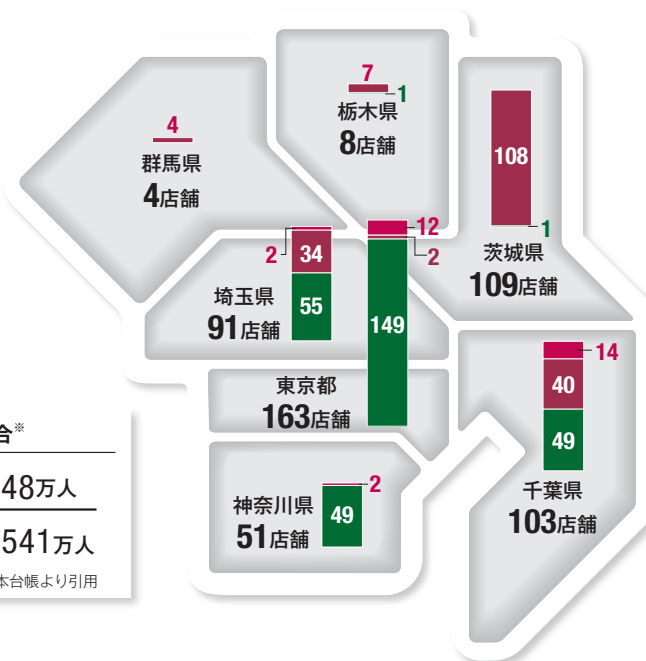 7
1
栃木県
8店舗
4
群馬県
4店舗
108
1
茨城県
109店舗
2
34
55
埼玉県
91店舗
12
2
149
東京都
163店舗
14
40
49
千葉県
103店舗
2
49
神奈川県
51店舗
合※
48万人
541万人
本台帳より引用